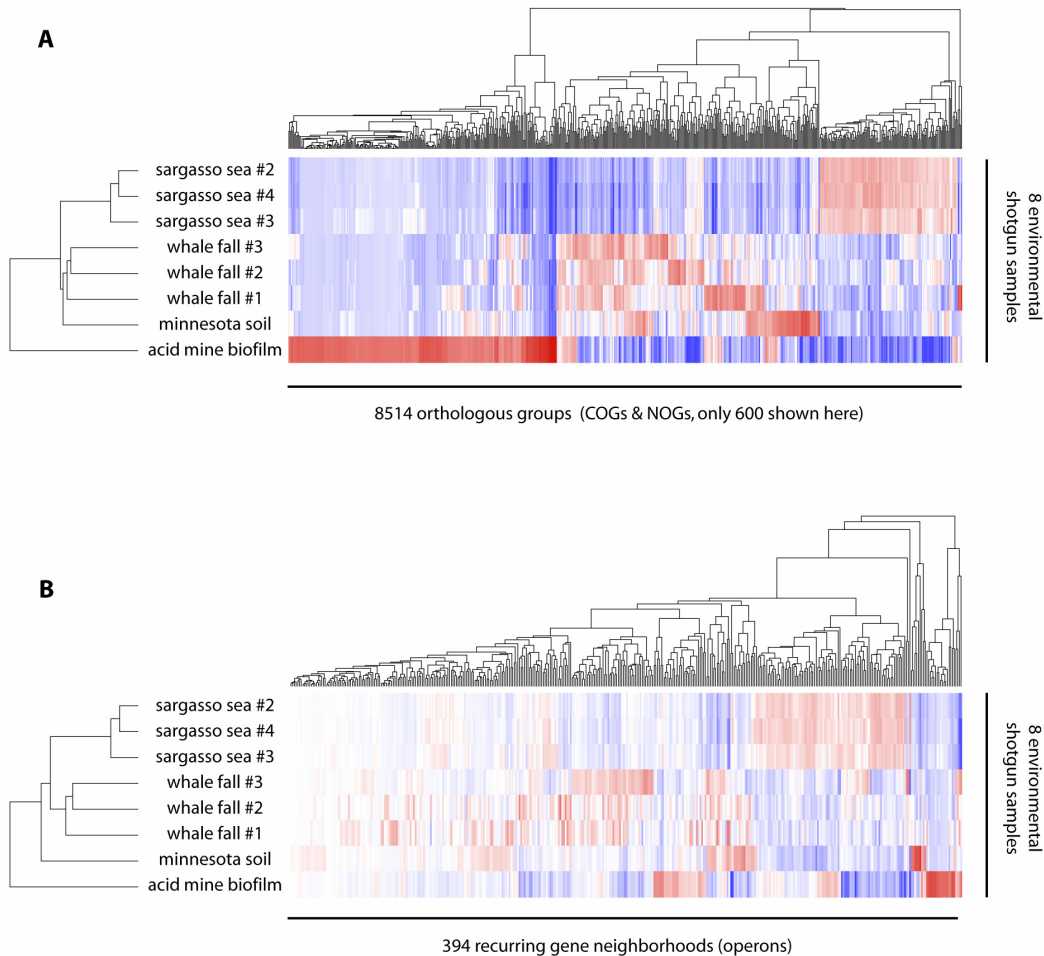 A
sargasso sea #2
sargasso sea #4
sargasso sea #3
whale fall #3
whale fall #2
whale fall #1
minnesota soil
acid mine biofilm
8 environmental
shotgun samples
8514 orthologous groups (COGs & NOGs, only 600 shown here)
B
sargasso sea #2
sargasso sea #4
sargasso sea #3
whale fall #3
whale fall #2
whale fall #1
minnesota soil
acid mine biofilm
8 environmental
shotgun samples
394 recurring gene neighborhoods (operons)